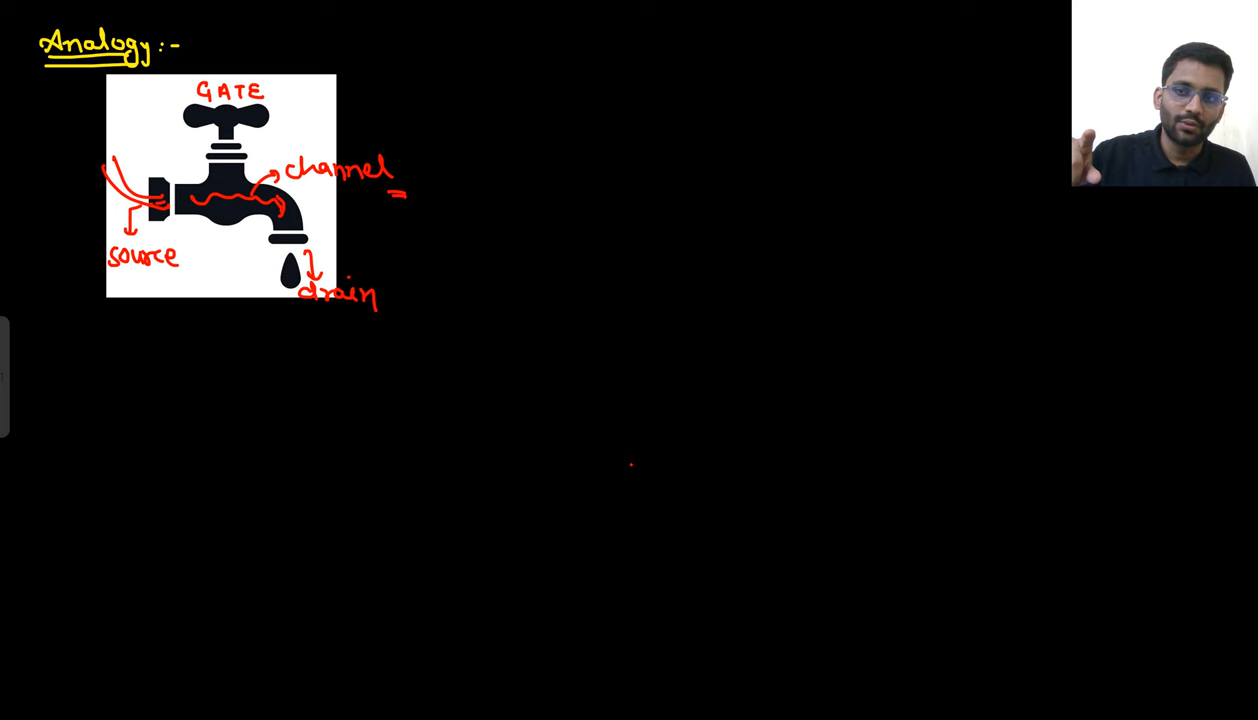 Analogy :-
GATE
channel
source
drain